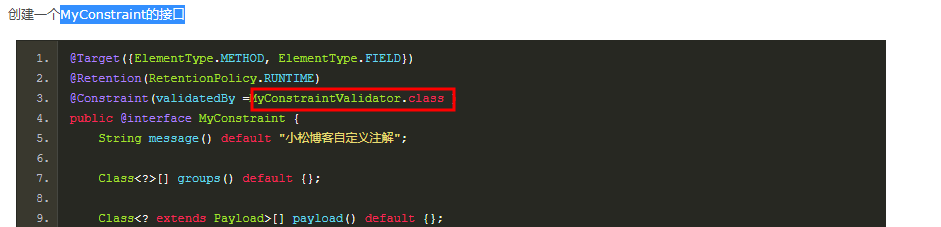 创建一个MyConstraint的接口
1. @Target({ElementType.METHOD, ElementType.FIELD})
2. @Retention(RetentionPolicy.RUNTIME)
3. @Constraint(validatedBy =MyConstraintValidator.class
4. public @interface MyConstraint {
5. String message() default "小松博客自定义注解";
6.
7. Class<?>[] groups() default {};
8.
9. Class<? extends Payload>[] payload() default {};